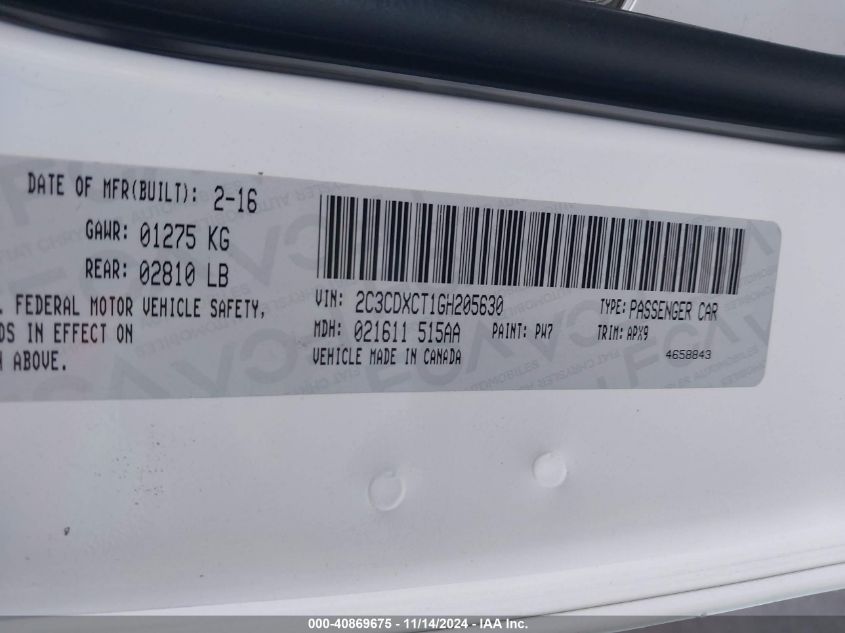 DATE OF MFR(BUILT): 2-16
GAWR: 01275 KG
REAR: 02810 LB
. FEDERAL MOTOR VEHICLE SAFETY,
DS IN EFFECT ON
ABOVE.
VIN: 2C3CDXCT1GH205630
TYPE: PASSENGER CAR
MDH: 021611 515AA
PAINT: PW7
TRIM: APX9
VEHICLE MADE IN CANADA
4658843
000-40869675 - 11/14/2024 - IAA Inc.